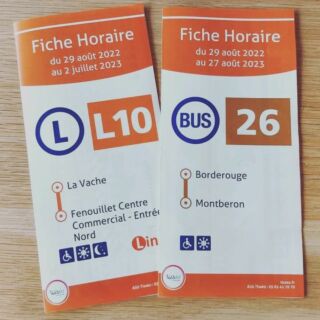 Fiche Horaire
du 29 août 2022
au 2 juillet 2023
L
L10
La Vache
Fenouillet Centre
Commercial - Entrée
Nord
Lin
Fiche Horaire
du 29 août 2022
au 27 août 2023
BUS
26
Borderouge
Montberon